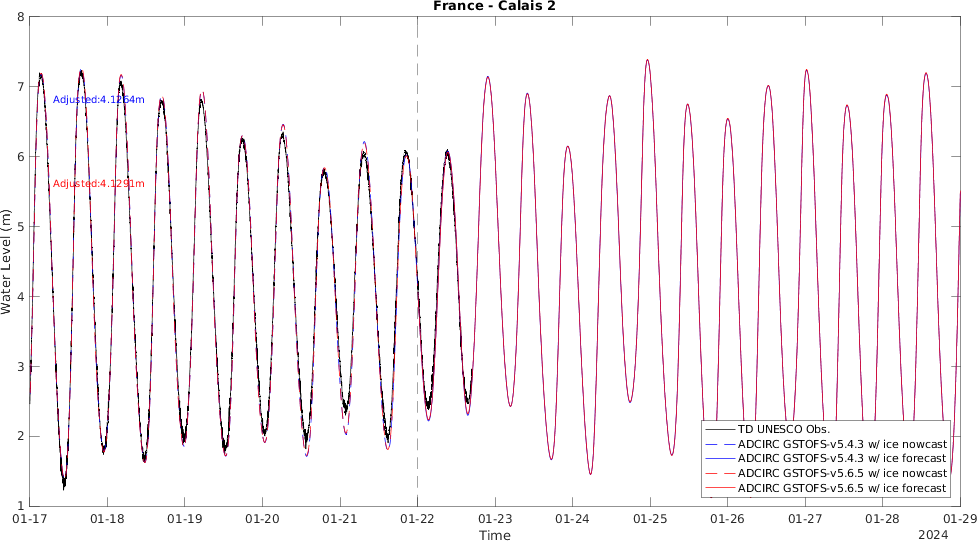 France - Calais 2
8
7
6
5
4
3
2
1
Water Level (m)
Adjusted:4.1264m
Adjusted:4.1291m
TD UNESCO Obs.
ADCIRC GSTOFS-v5.4.3 w/ ice nowcast
ADCIRC GSTOFS-v5.4.3 w/ ice forecast
ADCIRC GSTOFS-v5.6.5 w/ ice nowcast
ADCIRC GSTOFS-v5.6.5 w/ ice forecast
01-17 01-18 01-19 01-20 01-21 01-22 01-23 01-24 01-25 01-26 01-27 01-28 01-29
Time
2024